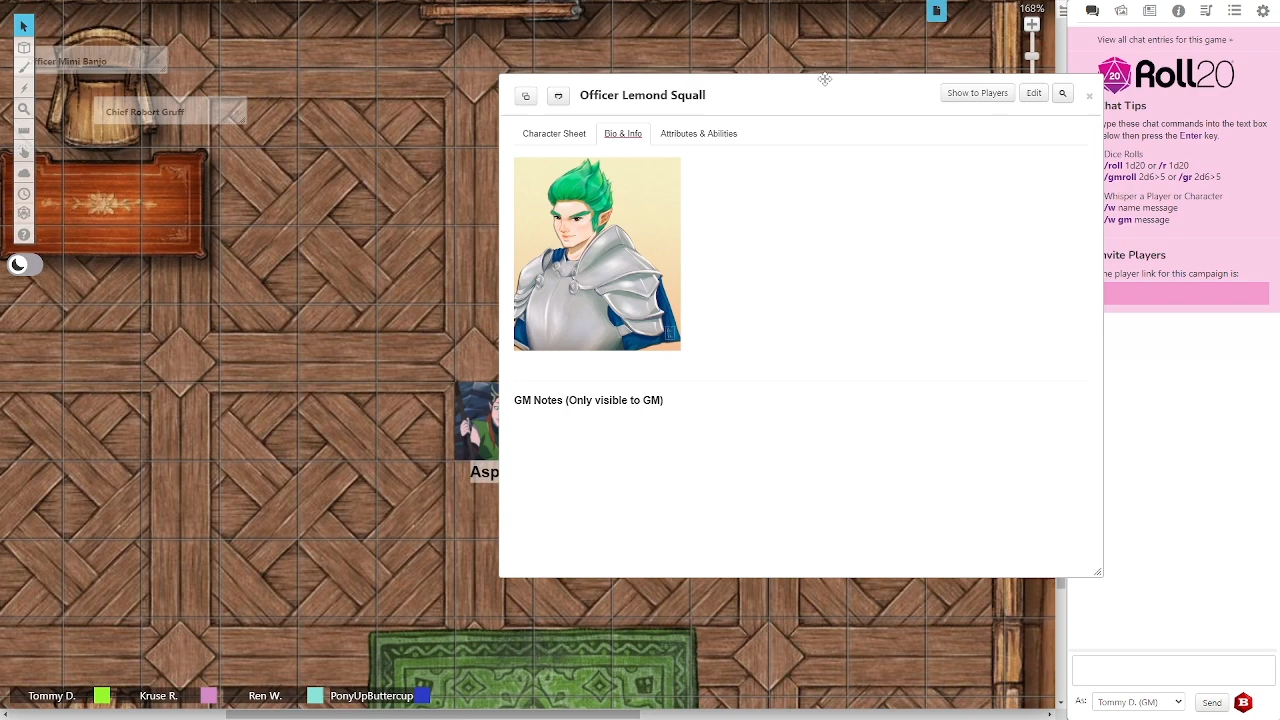 168%
View all chat entries for this game »
Officer Mimi Banjo
Chief Robert Gruff
Officer Lemond Squall
Show to Players
Edit
Character Sheet
Bio & Info
Attributes & Abilities
GM Notes (Only visible to GM)
20
Roll20
hat Tips
ype these chat commands into the text box
elow then press the Enter key.
Dice Rolls
/roll 1d20 or /r 1d20
/gmroll 2d6>5 or /gr 2d6>5
Whisper a Player or Character
/w name message
/w gm message
nvite Players
he player link for this campaign is:
Asp
Tommy D.
Kruse R.
Ren W.
PonyUpButtercup
As:
Tommy D. (GM)
Send